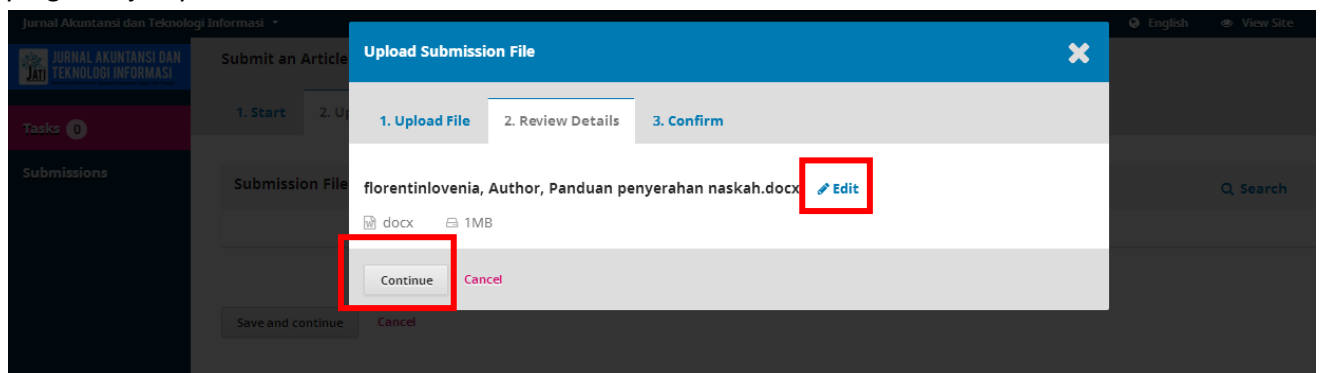 Jurnal Akuntansi dan Teknologi Informasi
English
View Site
JURNAL AKUNTANSI DAN
TEKNOLOGI INFORMASI
JATI
Submit an Article
Upload Submission File
Tasks 0
1. Start
2. Up
1. Upload File
2. Review Details
3. Confirm
Submissions
Submission File
florentinlovenia, Author, Panduan penyerahan naskah.docx
Edit
Search
docx
1MB
Continue
Cancel
Save and continue
Cancel